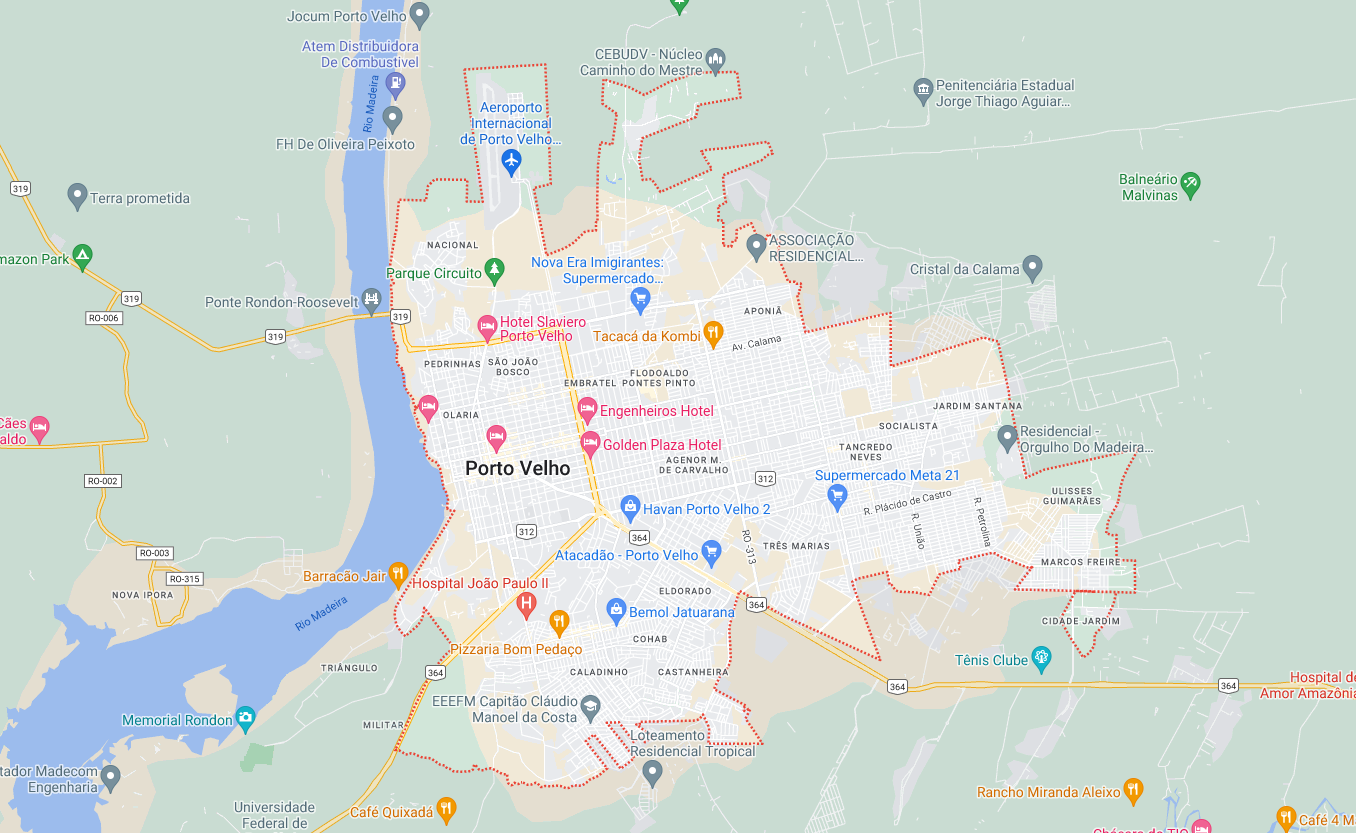 Jocum Porto Velho
Atem Distribuidora
De Combustivel
Rio Madeira
FH De Oliveira Peixoto
CEBUDV - Núcleo
Caminho do Mestre
Aeroporto
Internacional
de Porto Velho...
Penitenciária Estadual
Jorge Thiago Aguiar...
Balneário
Malvinas
319
Terra prometida
mazon Park
319
RO-006
319
Ponte Rondon-Roosevelt
319
NACIONAL
Parque Circuito
Nova Era Imigirantes:
Supermercado...
ASSOCIAÇÃO
RESIDENCIAL...
Cristal da Calama
Hotel Slaviero
Porto Velho
Tacacá da Kombi
APONIÃ
Av. Calama
PEDRINHAS
SÃO JOÃO
BOSCO
EMBRATEL
FLODOALDO
PONTES PINTO
OLARIA
Engenheiros Hotel
Golden Plaza Hotel
Porto Velho
AGENOR M.
DE CARVALHO
JARDIM SANTANA
SOCIALISTA
TANCREDO
NEVES
Residencial -
Orgulho Do Madeira...
Cães
aldo
RO-002
312
Supermercado Meta 21
R. Plácido de Castro
R. União
R. Petrolina
ULISSES
GUIMARÃES
Havan Porto Velho 2
312
364
Atacadão - Porto Velho
RO-313
TRÊS MARIAS
MARCOS FREIRE
RO-003
RO-315
NOVA IPORA
Barracão Jair
Hospital João Paulo II
Rio Madeira
ELDORADO
Bemol Jatuarana
364
CIDADE JARDIM
Pizzaria Bom Pedaço
COHAB
TRIÂNGULO
364
CALADINHO
CASTANHEIRA
Tênis Clube
364
364
Hospital de
Amor Amazônia
Memorial Rondon
MILITAR
EEEFM Capitão Cláudio
Manoel da Costa
Loteamento
Residencial Tropical
tador Madecom
Engenharia
Universidade
Federal de
Café Quixadá
Rancho Miranda Aleixo
Café 4 M
Chácara do TIO